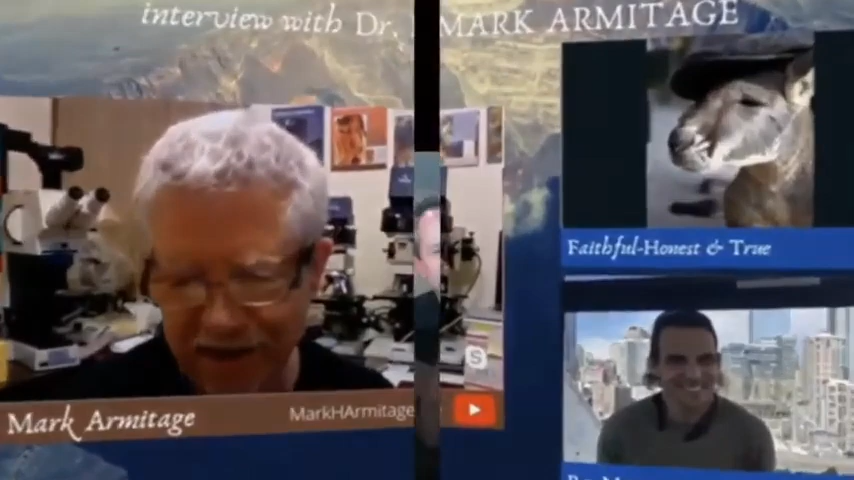 interview with Dr. MARK ARMITAGE
Faithful-Honest & True
Mark Armitage
MarkHArmitage